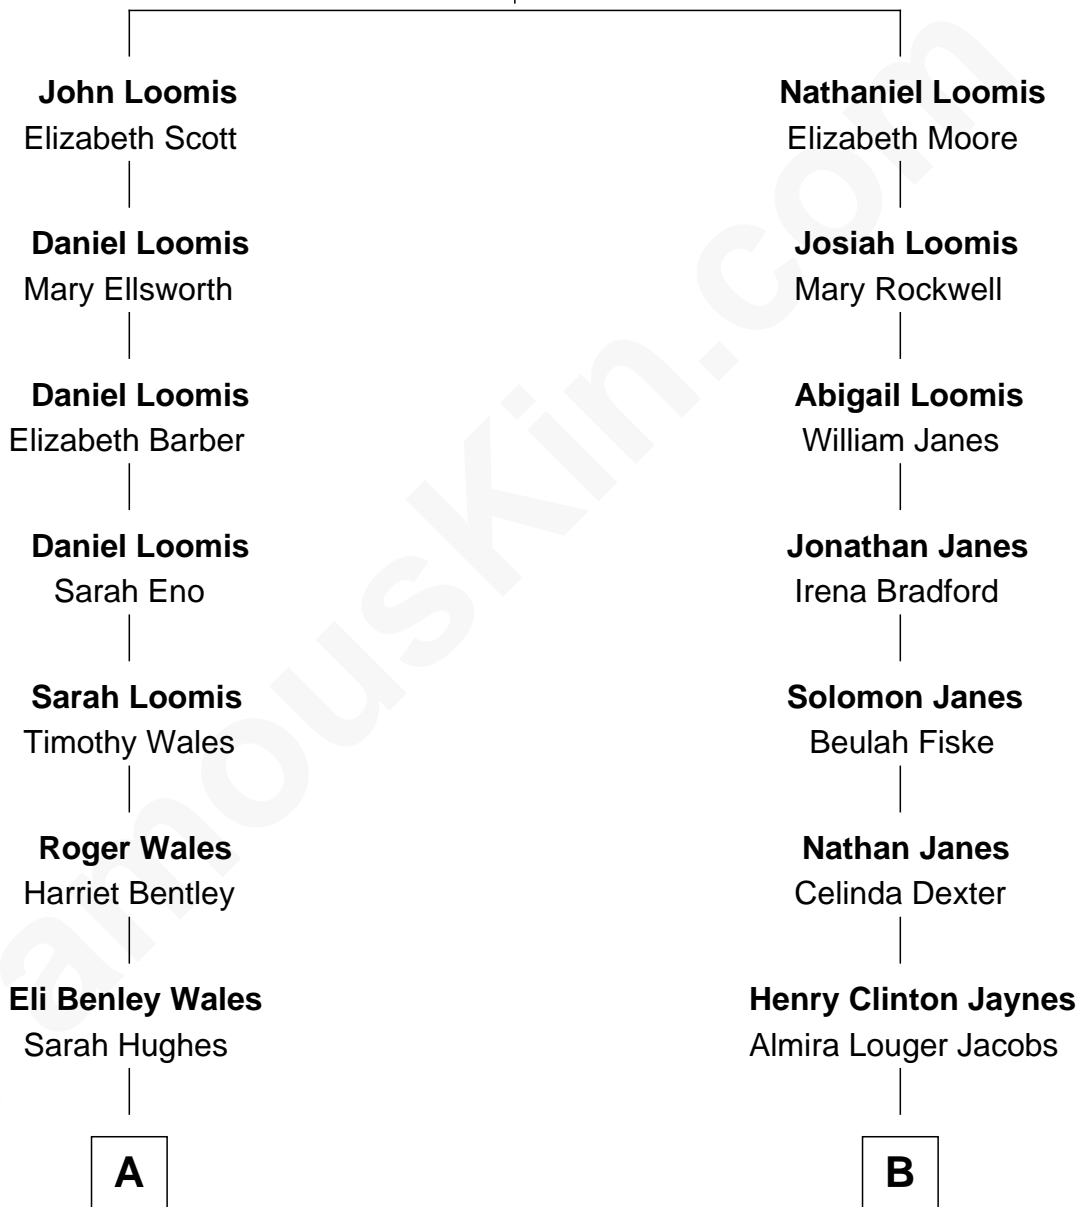 John Loomis
Elizabeth Scott
Daniel Loomis
Mary Ellsworth
Daniel Loomis
Elizabeth Barber
Daniel Loomis
Sarah Eno
Sarah Loomis
Timothy Wales
Roger Wales
Harriet Bentley
Eli Benley Wales
Sarah Hughes
A
Nathaniel Loomis
Elizabeth Moore
Josiah Loomis
Mary Rockwell
Abigail Loomis
William Janes
Jonathan Janes
Irena Bradford
Solomon Janes
Beulah Fiske
Nathan Janes
Celinda Dexter
Henry Clinton Jaynes
Almira Louger Jacobs
B
amouskin.com